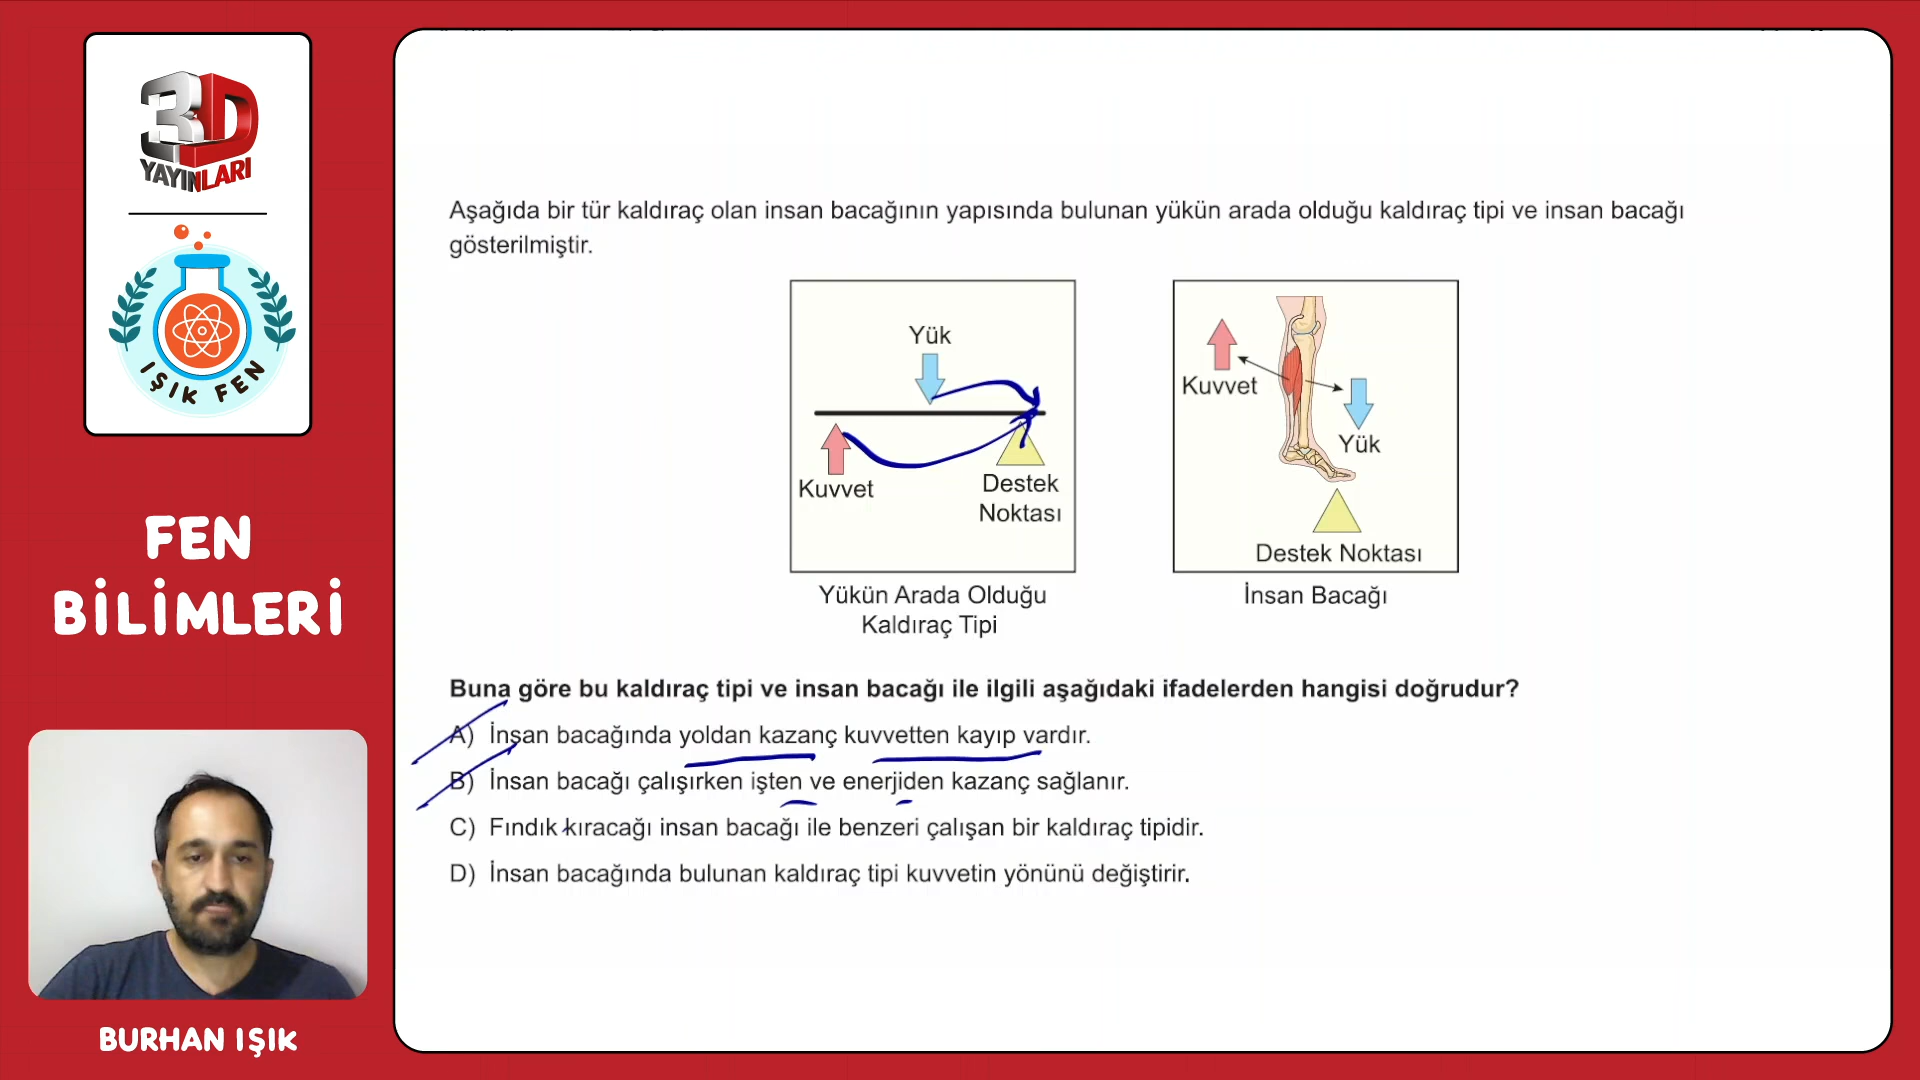 3D
YAYINLARI
IŞIK FEN
FEN
BİLİMLERİ
BURHAN IŞIK
Aşağıda bir tür kaldıraç olan insan bacağının yapısında bulunan yükün arada olduğu kaldıraç tipi ve insan bacağı
gösterilmiştir.
Yük
Kuvvet
Destek
Noktası
Yükün Arada Olduğu
Kaldıraç Tipi
Kuvvet
Yük
Destek Noktası
İnsan Bacağı
Buna göre bu kaldıraç tipi ve insan bacağı ile ilgili aşağıdaki ifadelerden hangisi doğrudur?
A) İnsan bacağında yoldan kazanç kuvvetten kayıp vardır.
B) İnsan bacağı çalışırken işten ve enerjiden kazanç sağlanır.
C) Fındık kıracağı insan bacağı ile benzeri çalışan bir kaldıraç tipidir.
D) İnsan bacağında bulunan kaldıraç tipi kuvvetin yönünü değiştirir.